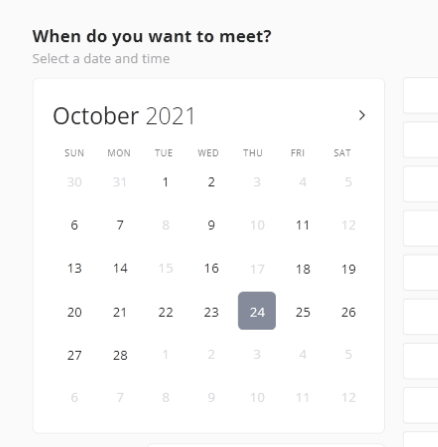 When do you want to meet?
Select a date and time
October 2021
SUN MON TUE WED THU FRI SAT
30 31 1 2 3 4 5
6 7 8 9 10 11 12
13 14 15 16 17 18 19
20 21 22 23 24 25 26
27 28 1 2 3 4 5
6 7 8 9 10 11 12